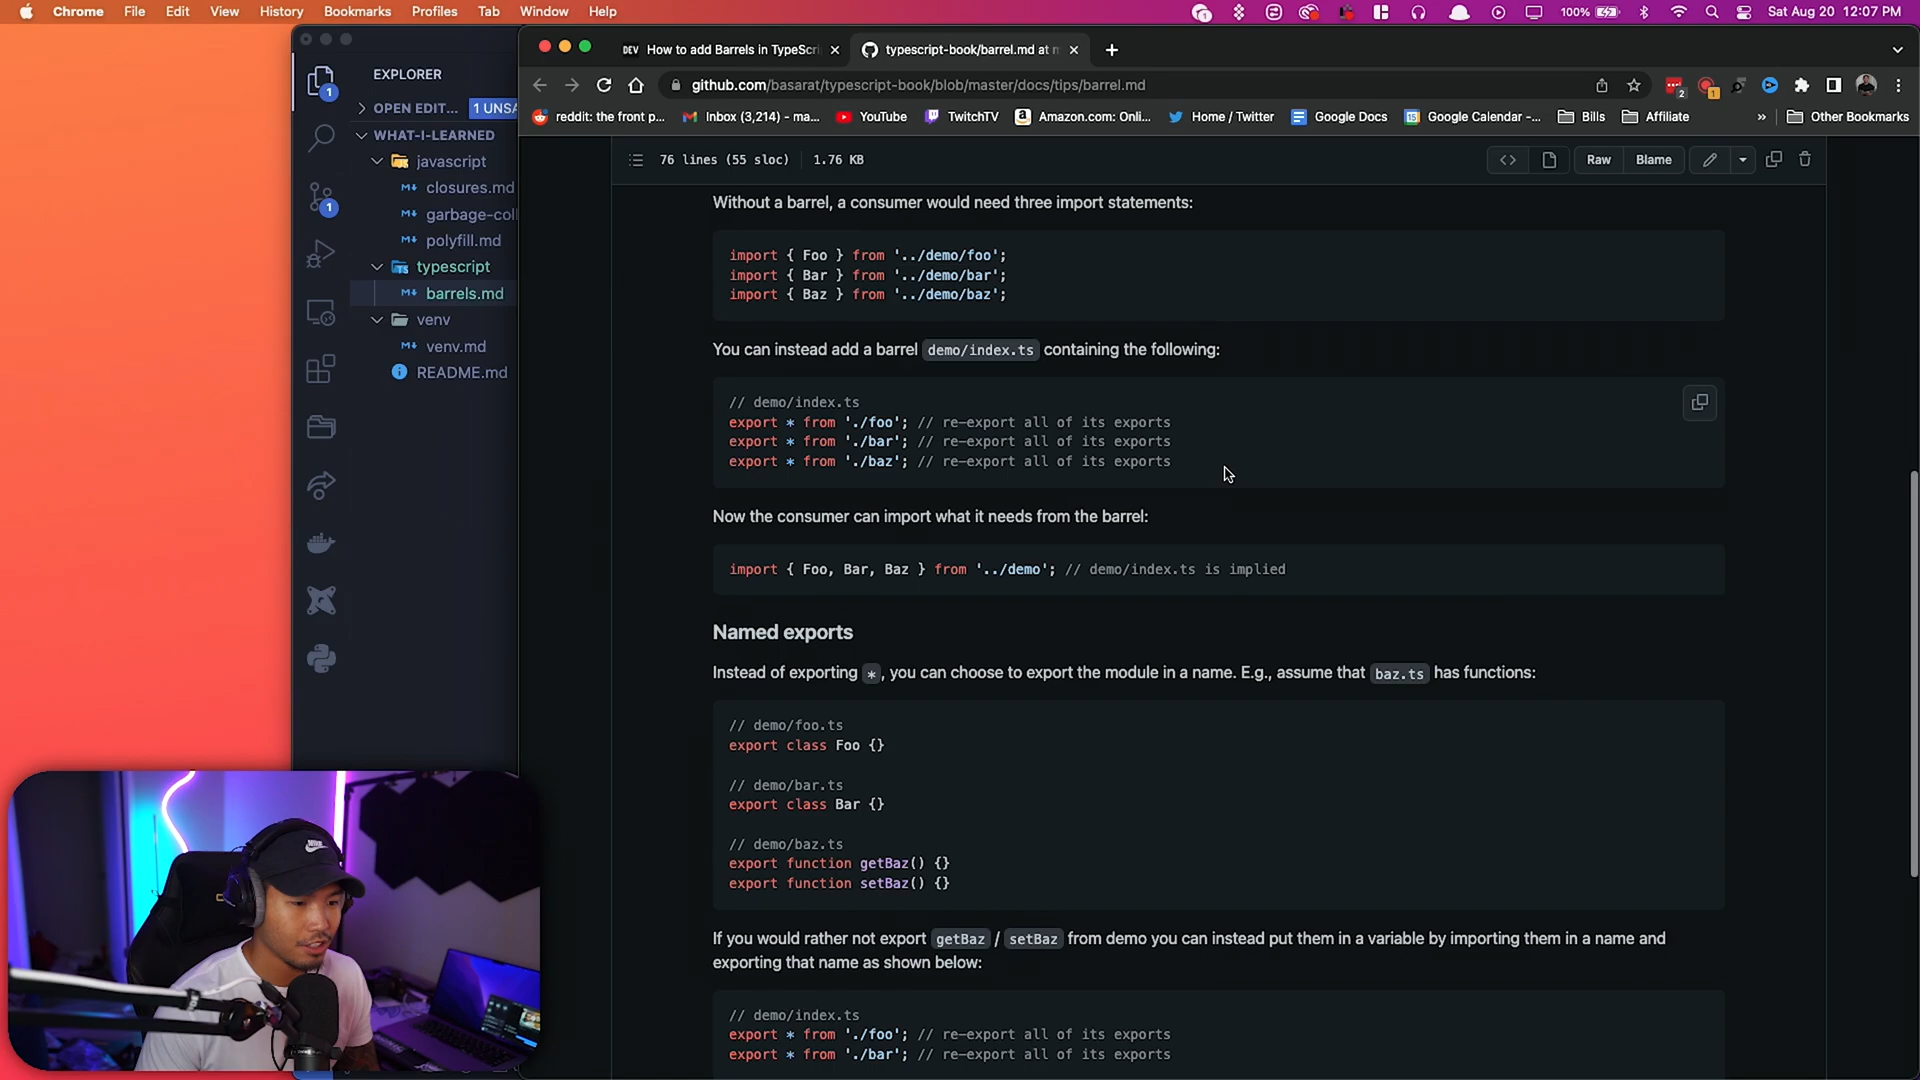 Chrome File Edit View History Bookmarks Profiles Tab Window Help
100% Sat Aug 20 12:07 PM
EXPLORER
OPEN EDIT... 1 UNSA
WHAT-I-LEARNED
javascript
closures.md
garbage-coll
polyfill.md
typescript
barrels.md
venv
venv.md
README.md
1
1
DEV How to add Barrels in TypeScri
typescript-book/barrel.md at m
github.com/basarat/typescript-book/blob/master/docs/tips/barrel.md
2
1
reddit: the front p... Inbox (3,214) - ma... YouTube TwitchTV Amazon.com: Onli... Home / Twitter Google Docs Google Calendar -... Bills Affiliate » Other Bookmarks
76 lines (55 sloc) 1.76 KB
<> Raw Blame
Without a barrel, a consumer would need three import statements:
import { Foo } from '../demo/foo';
import { Bar } from '../demo/bar';
import { Baz } from '../demo/baz';
You can instead add a barrel demo/index.ts containing the following:
// demo/index.ts
export * from './foo'; // re-export all of its exports
export * from './bar'; // re-export all of its exports
export * from './baz'; // re-export all of its exports
Now the consumer can import what it needs from the barrel:
import { Foo, Bar, Baz } from '../demo'; // demo/index.ts is implied
Named exports
Instead of exporting *, you can choose to export the module in a name. E.g., assume that baz.ts has functions:
// demo/foo.ts
export class Foo {}
// demo/bar.ts
export class Bar {}
// demo/baz.ts
export function getBaz() {}
export function setBaz() {}
If you would rather not export getBaz / setBaz from demo you can instead put them in a variable by importing them in a name and
exporting that name as shown below:
// demo/index.ts
export * from './foo'; // re-export all of its exports
export * from './bar'; // re-export all of its exports